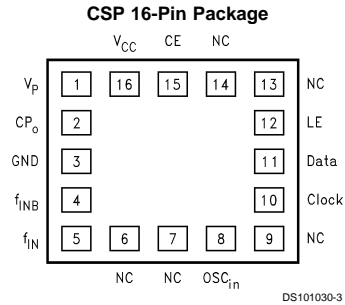 CSP 16-Pin Package
V_CC CE NC
V_P 1 16 15 14 13 NC
CP_o 2 12 LE
GND 3 11 Data
f_INB 4 10 Clock
f_IN 5 6 7 8 9 NC
NC NC OSC_in
DS101030-3